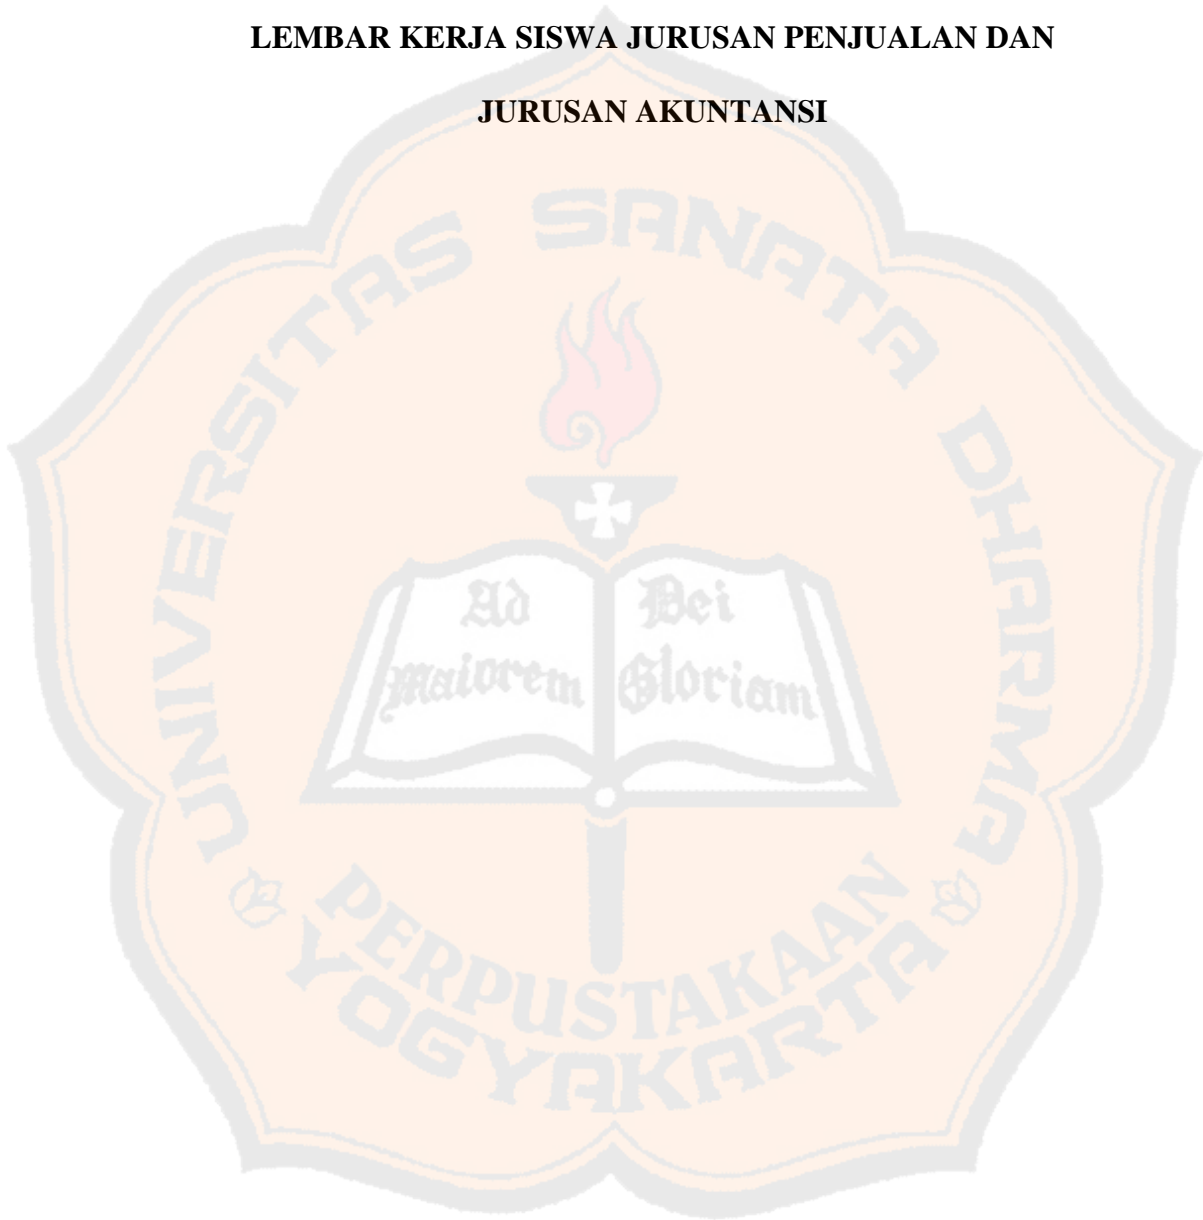 LEMBAR KERJA SISWA JURUSAN PENJUALAN DAN
JURUSAN AKUNTANSI
UNIVERSITAS SANATA DHARMA
Ad
Maiorem
Dei
Gloriam
PERPUSTAKAAN
YOGYAKARTA